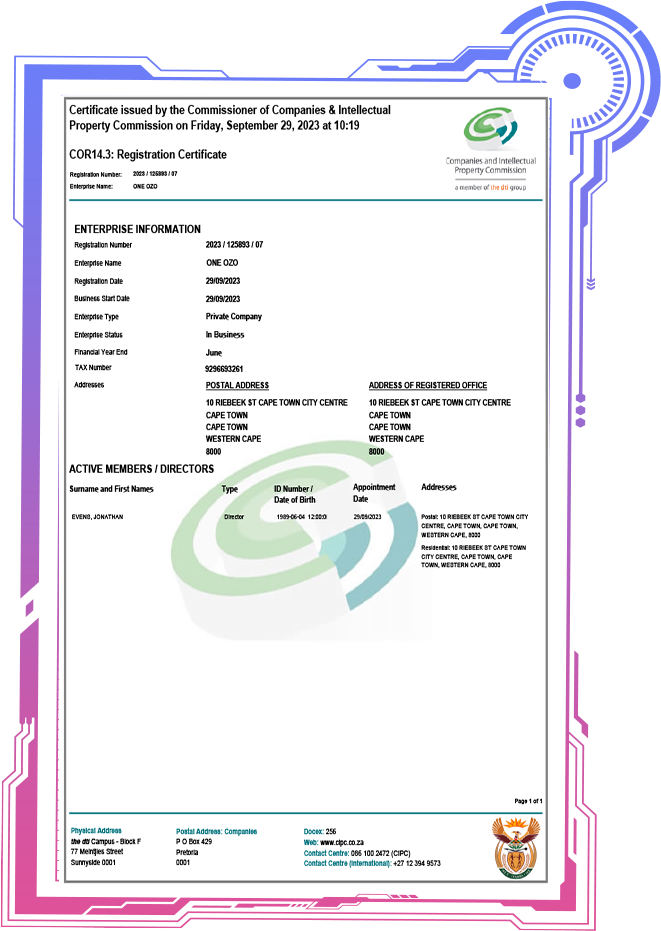 Certificate issued by the Commissioner of Companies & Intellectual
Property Commission on Friday, September 29, 2023 at 10:19
COR14.3: Registration Certificate
Registration Number: 2023 / 125893 / 07
Enterprise Name: ONE OZO
Companies and Intellectual
Property Commission
a member of the dti group
ENTERPRISE INFORMATION
Registration Number 2023 / 125893 / 07
Enterprise Name ONE OZO
Registration Date 29/09/2023
Business Start Date 29/09/2023
Enterprise Type Private Company
Enterprise Status In Business
Financial Year End June
TAX Number 9296693261
Addresses POSTAL ADDRESS ADDRESS OF REGISTERED OFFICE
10 RIEBEEK ST CAPE TOWN CITY CENTRE 10 RIEBEEK ST CAPE TOWN CITY CENTRE
CAPE TOWN CAPE TOWN
CAPE TOWN CAPE TOWN
WESTERN CAPE WESTERN CAPE
8000 8000
ACTIVE MEMBERS / DIRECTORS
Surname and First Names Type ID Number / Date of Birth Appointment Date Addresses
EVENS, JONATHAN Director 1989-06-04 12:00:0 29/09/2023 Postal: 10 RIEBEEK ST CAPE TOWN CITY
CENTRE, CAPE TOWN, CAPE TOWN,
WESTERN CAPE, 8000
Residential: 10 RIEBEEK ST CAPE TOWN
CITY CENTRE, CAPE TOWN, CAPE
TOWN, WESTERN CAPE, 8000
Page 1 of 1
Physical Address Postal Address: Companies Docex: 256
the dti Campus - Block F P O Box 429 Web: www.cipc.co.za
77 Meintjies Street Pretoria Contact Centre: 086 100 2472 (CIPC)
Sunnyside 0001 0001 Contact Centre (International): +27 12 394 9573